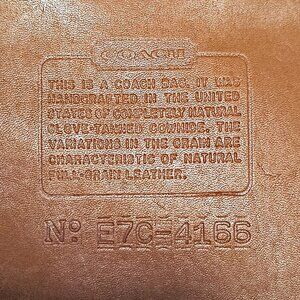 COACH
THIS IS A COACH BAG. IT WAS
HANDCRAFTED IN THE UNITED
STATES OF COMPLETELY NATURAL
GLOVE-TANNED COWHIDE. THE
VARIATIONS IN THE GRAIN ARE
CHARACTERISTIC OF NATURAL
FULL-GRAIN LEATHER.
Nº E7C-4166